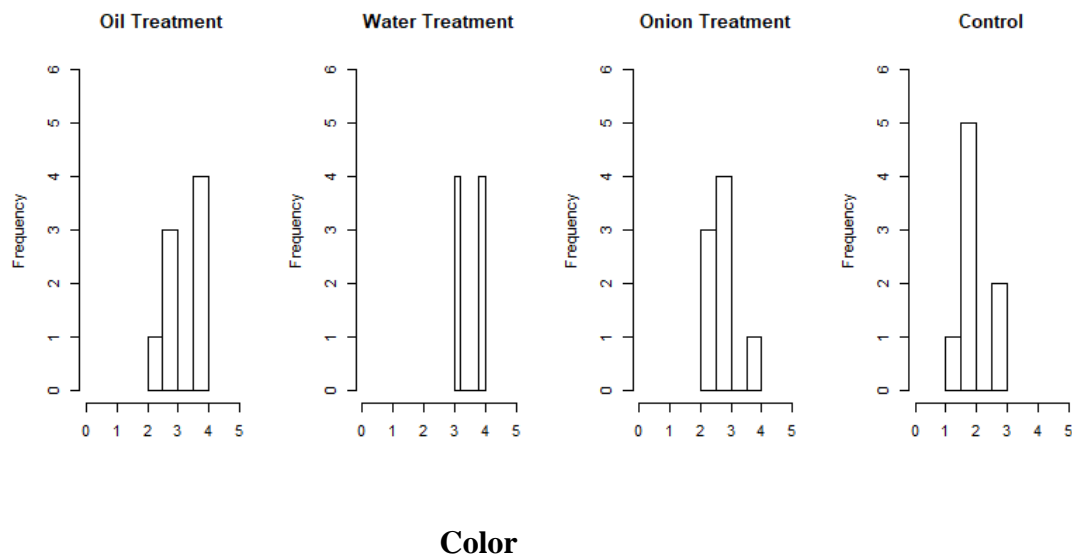 Oil Treatment
Frequency
0 1 2 3 4 5 6
0 1 2 3 4 5
Water Treatment
Frequency
0 1 2 3 4 5 6
0 1 2 3 4 5
Onion Treatment
Frequency
0 1 2 3 4 5 6
0 1 2 3 4 5
Control
Frequency
0 1 2 3 4 5 6
0 1 2 3 4 5
Color